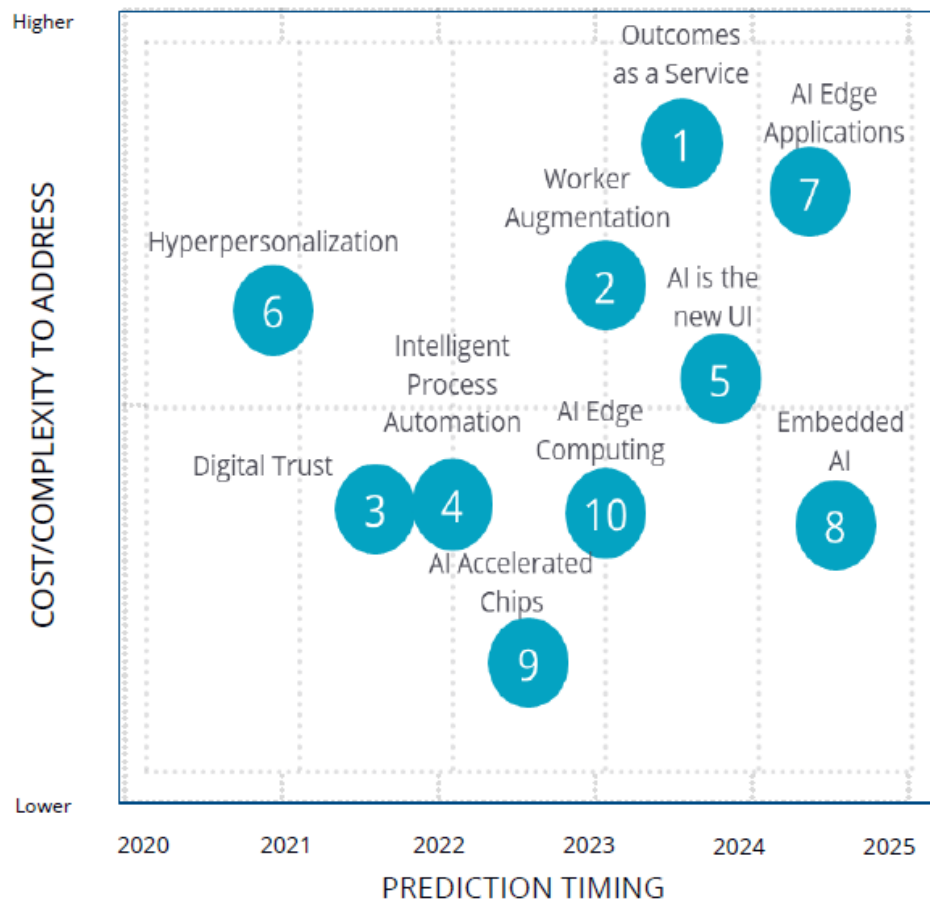 Higher
Outcomes
as a Service
1
AI Edge
Applications
7
Worker
Augmentation
2
Hyperpersonalization
6
AI is the
new UI
5
Intelligent
Process
Automation
4
AI Edge
Computing
10
Embedded
AI
8
Digital Trust
3
AI Accelerated
Chips
9
COST/COMPLEXITY TO ADDRESS
Lower
2020 2021 2022 2023 2024 2025
PREDICTION TIMING